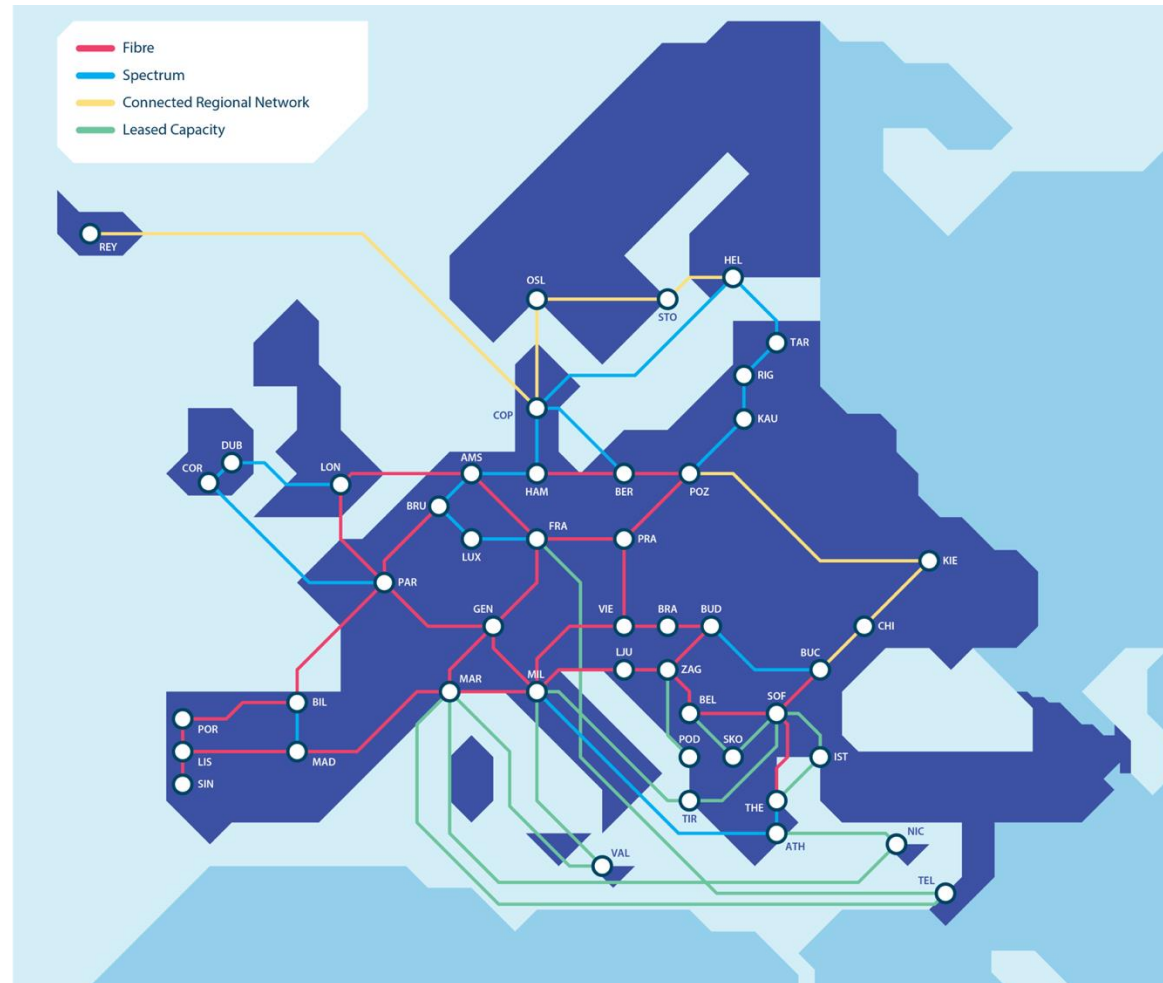 Fibre
Spectrum
Connected Regional Network
Leased Capacity
REY
HEL
OSL
STO
TAR
RIG
COP
KAU
DUB
AMS
COR
LON
HAM
BER
POZ
BRU
FRA
PRA
LUX
KIE
PAR
GEN
VIE
BRA
BUD
CHI
LJU
BUC
ZAG
MAR
MIL
BIL
BEL
SOF
POR
POD
SKO
LIS
MAD
IST
SIN
TIR
THE
NIC
ATH
VAL
TEL